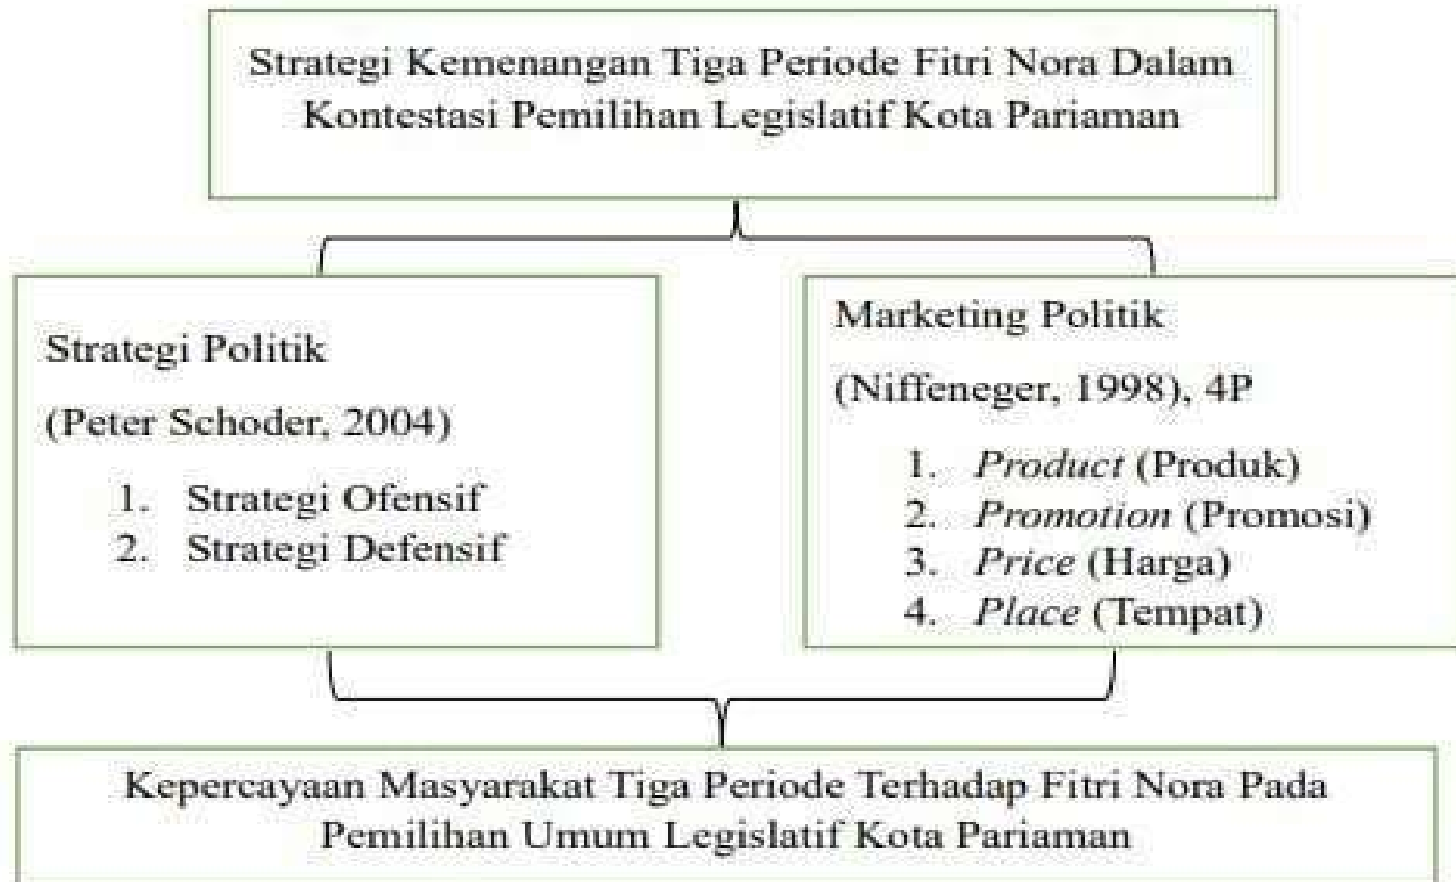 Strategi Kemenangan Tiga Periode Fitri Nora Dalam
Kontestasi Pemilihan Legislatif Kota Pariaman
Strategi Politik
(Peter Schoder, 2004)
1. Strategi Ofensif
2. Strategi Defensif
Marketing Politik
(Niffeneger, 1998), 4P
1. Product (Produk)
2. Promotion (Promosi)
3. Price (Harga)
4. Place (Tempat)
Kepercayaan Masyarakat Tiga Periode Terhadap Fitri Nora Pada
Pemilihan Umum Legislatif Kota Pariaman